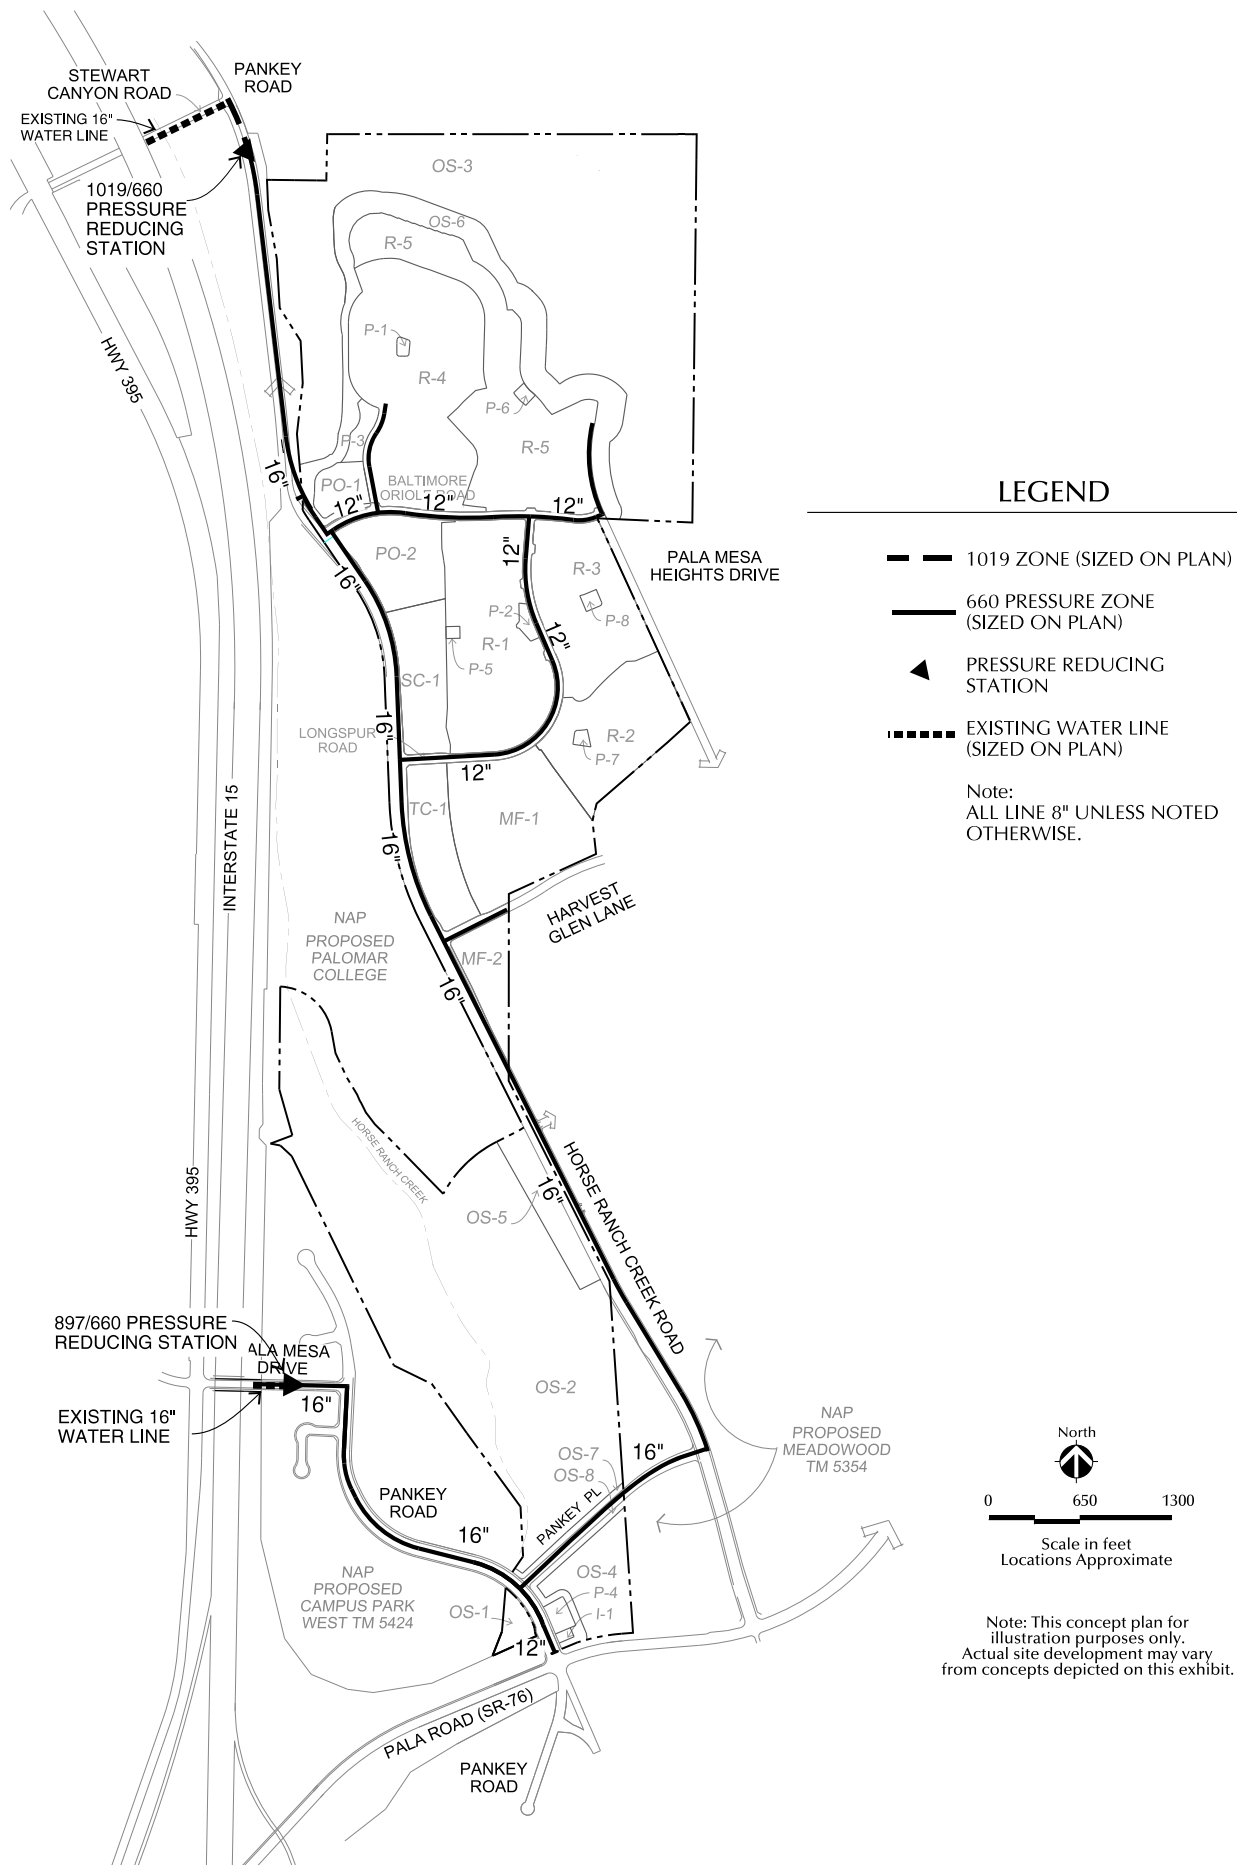 STEWART
CANYON ROAD
PANKEY
ROAD
EXISTING 16"
WATER LINE
1019/660
PRESSURE
REDUCING
STATION
OS-3
OS-6
R-5
HWY 395
P-1
R-4
P-6
P-3
R-5
16"
PO-1
BALTIMORE
ORIOLE ROAD
12"
12"
12"
PO-2
12"
R-3
PALA MESA
HEIGHTS DRIVE
16"
P-2
P-8
R-1
12"
P-5
SC-1
LONGSPUR
ROAD
16"
R-2
P-7
12"
INTERSTATE 15
TC-1
MF-1
16"
HARVEST
GLEN LANE
NAP
PROPOSED
PALOMAR
COLLEGE
MF-2
16"
HORSE RANCH CREEK
HWY 395
OS-5
16"
HORSE RANCH CREEK ROAD
897/660 PRESSURE
REDUCING STATION
ALA MESA
DRIVE
16"
EXISTING 16"
WATER LINE
OS-2
NAP
PROPOSED
MEADOWOOD
TM 5354
OS-7
OS-8
16"
PANKEY
ROAD
PANKEY PL
16"
NAP
PROPOSED
CAMPUS PARK
WEST TM 5424
OS-4
P-4
OS-1
I-1
12"
PALA ROAD (SR-76)
PANKEY
ROAD
LEGEND
1019 ZONE (SIZED ON PLAN)
660 PRESSURE ZONE
(SIZED ON PLAN)
PRESSURE REDUCING
STATION
EXISTING WATER LINE
(SIZED ON PLAN)
Note:
ALL LINE 8" UNLESS NOTED
OTHERWISE.
North
0 650 1300
Scale in feet
Locations Approximate
Note: This concept plan for
illustration purposes only.
Actual site development may vary
from concepts depicted on this exhibit.